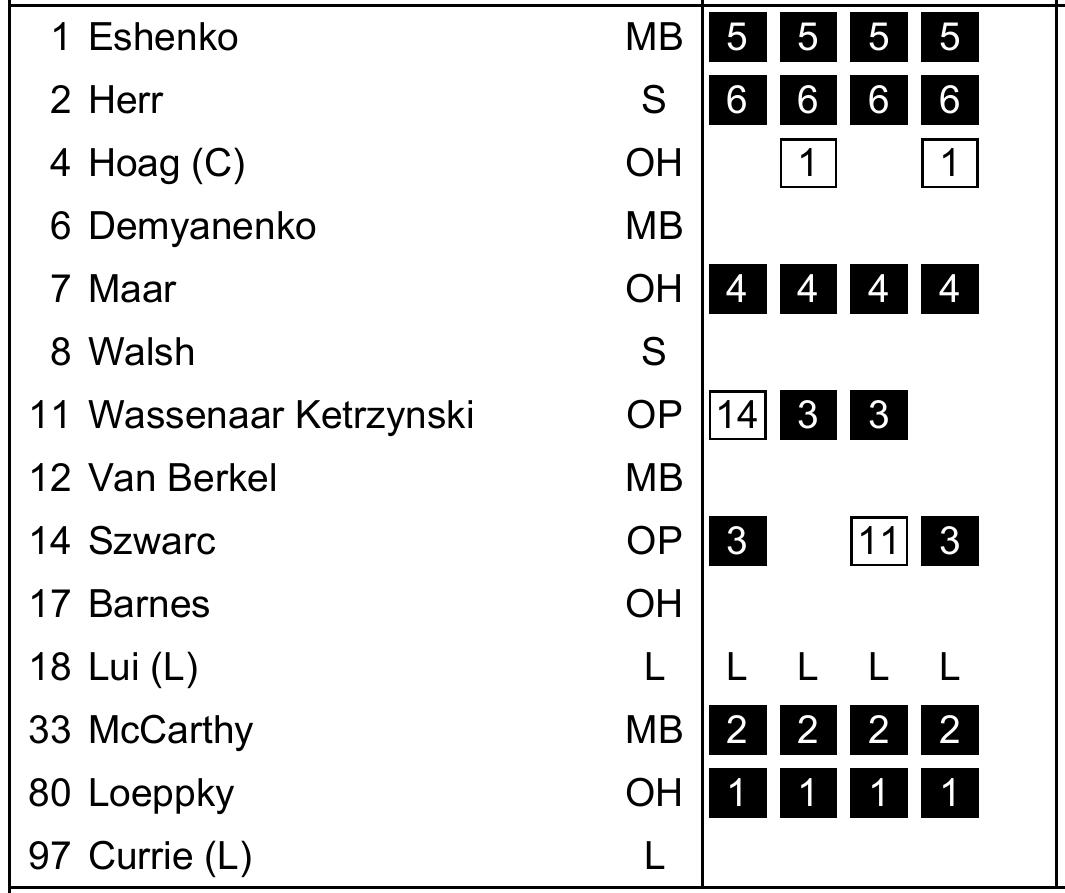 1 Eshenko MB 5 5 5 5
2 Herr S 6 6 6 6
4 Hoag (C) OH 1 1
6 Demyanenko MB
7 Maar OH 4 4 4 4
8 Walsh S
11 Wassenaar Ketrzynski OP 14 3 3
12 Van Berkel MB
14 Szwarc OP 3 11 3
17 Barnes OH
18 Lui (L) L L L L L
33 McCarthy MB 2 2 2 2
80 Loeppky OH 1 1 1 1
97 Currie (L) L